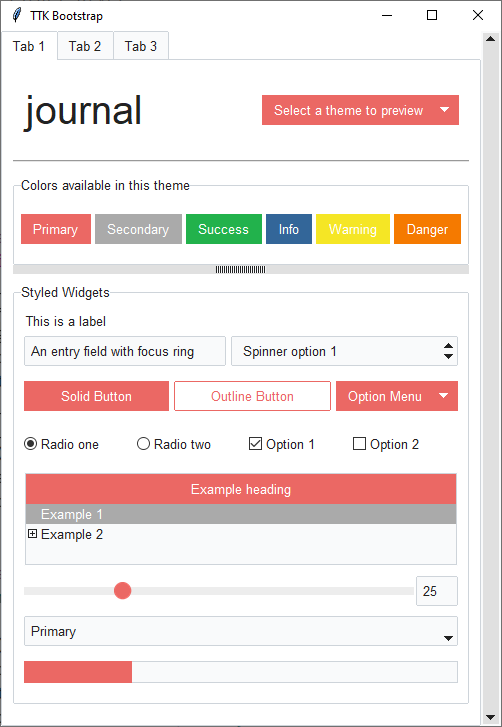 TTK Bootstrap
Tab 1 Tab 2 Tab 3
journal
Select a theme to preview
Colors available in this theme
Primary Secondary Success Info Warning Danger
Styled Widgets
This is a label
An entry field with focus ring Spinner option 1
Solid Button Outline Button Option Menu
Radio one Radio two Option 1 Option 2
Example heading
Example 1
Example 2
25
Primary